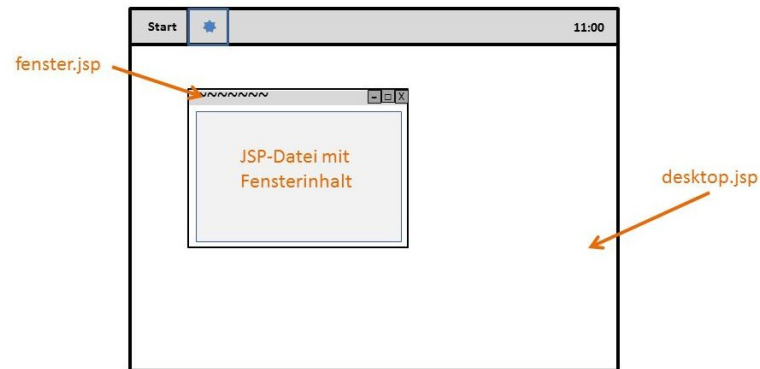 Start
11:00
fenster.jsp
~~~~~~~
- □ X
JSP-Datei mit
Fensterinhalt
desktop.jsp